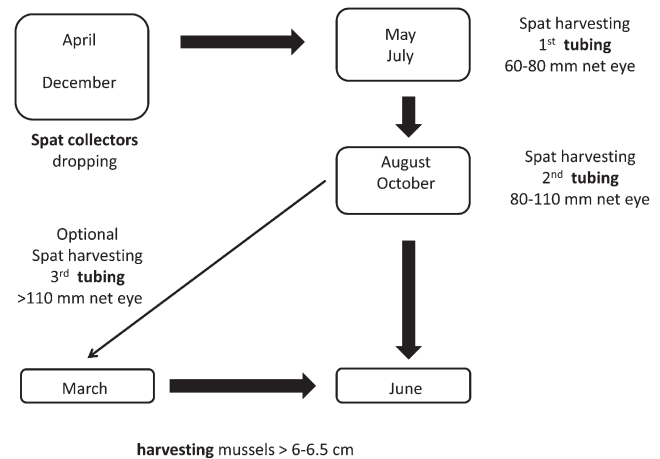 April
December
Spat collectors
dropping
May
July
Spat harvesting
1st tubing
60-80 mm net eye
August
October
Spat harvesting
2nd tubing
80-110 mm net eye
Optional
Spat harvesting
3rd tubing
>110 mm net eye
March
June
harvesting mussels > 6-6.5 cm